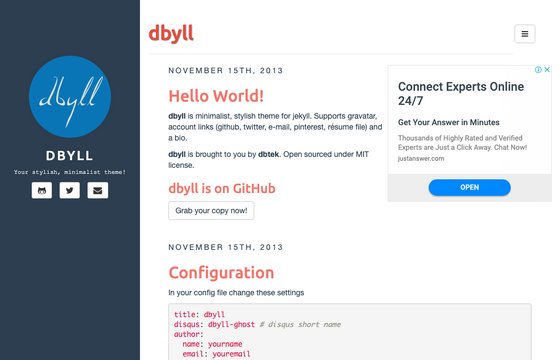 dbyll
DBYLL
Your stylish, minimalist theme!
dbyll
NOVEMBER 15TH, 2013
Hello World!
dbyll is minimalist, stylish theme for jekyll. Supports gravatar,
account links (github, twitter, e-mail, pinterest, résume file) and
a bio.
dbyll is brought to you by dbtek. Open sourced under MIT
license.
dbyll is on GitHub
Grab your copy now!
Connect Experts Online
24/7
Get Your Answer in Minutes
Thousands of Highly Rated and Verified
Experts are Just a Click Away. Chat Now!
justanswer.com
OPEN
NOVEMBER 15TH, 2013
Configuration
In your config file change these settings
title: dbyll
disqus: dbyll-ghost # disqus short name
author:
name: yourname
email: youremail